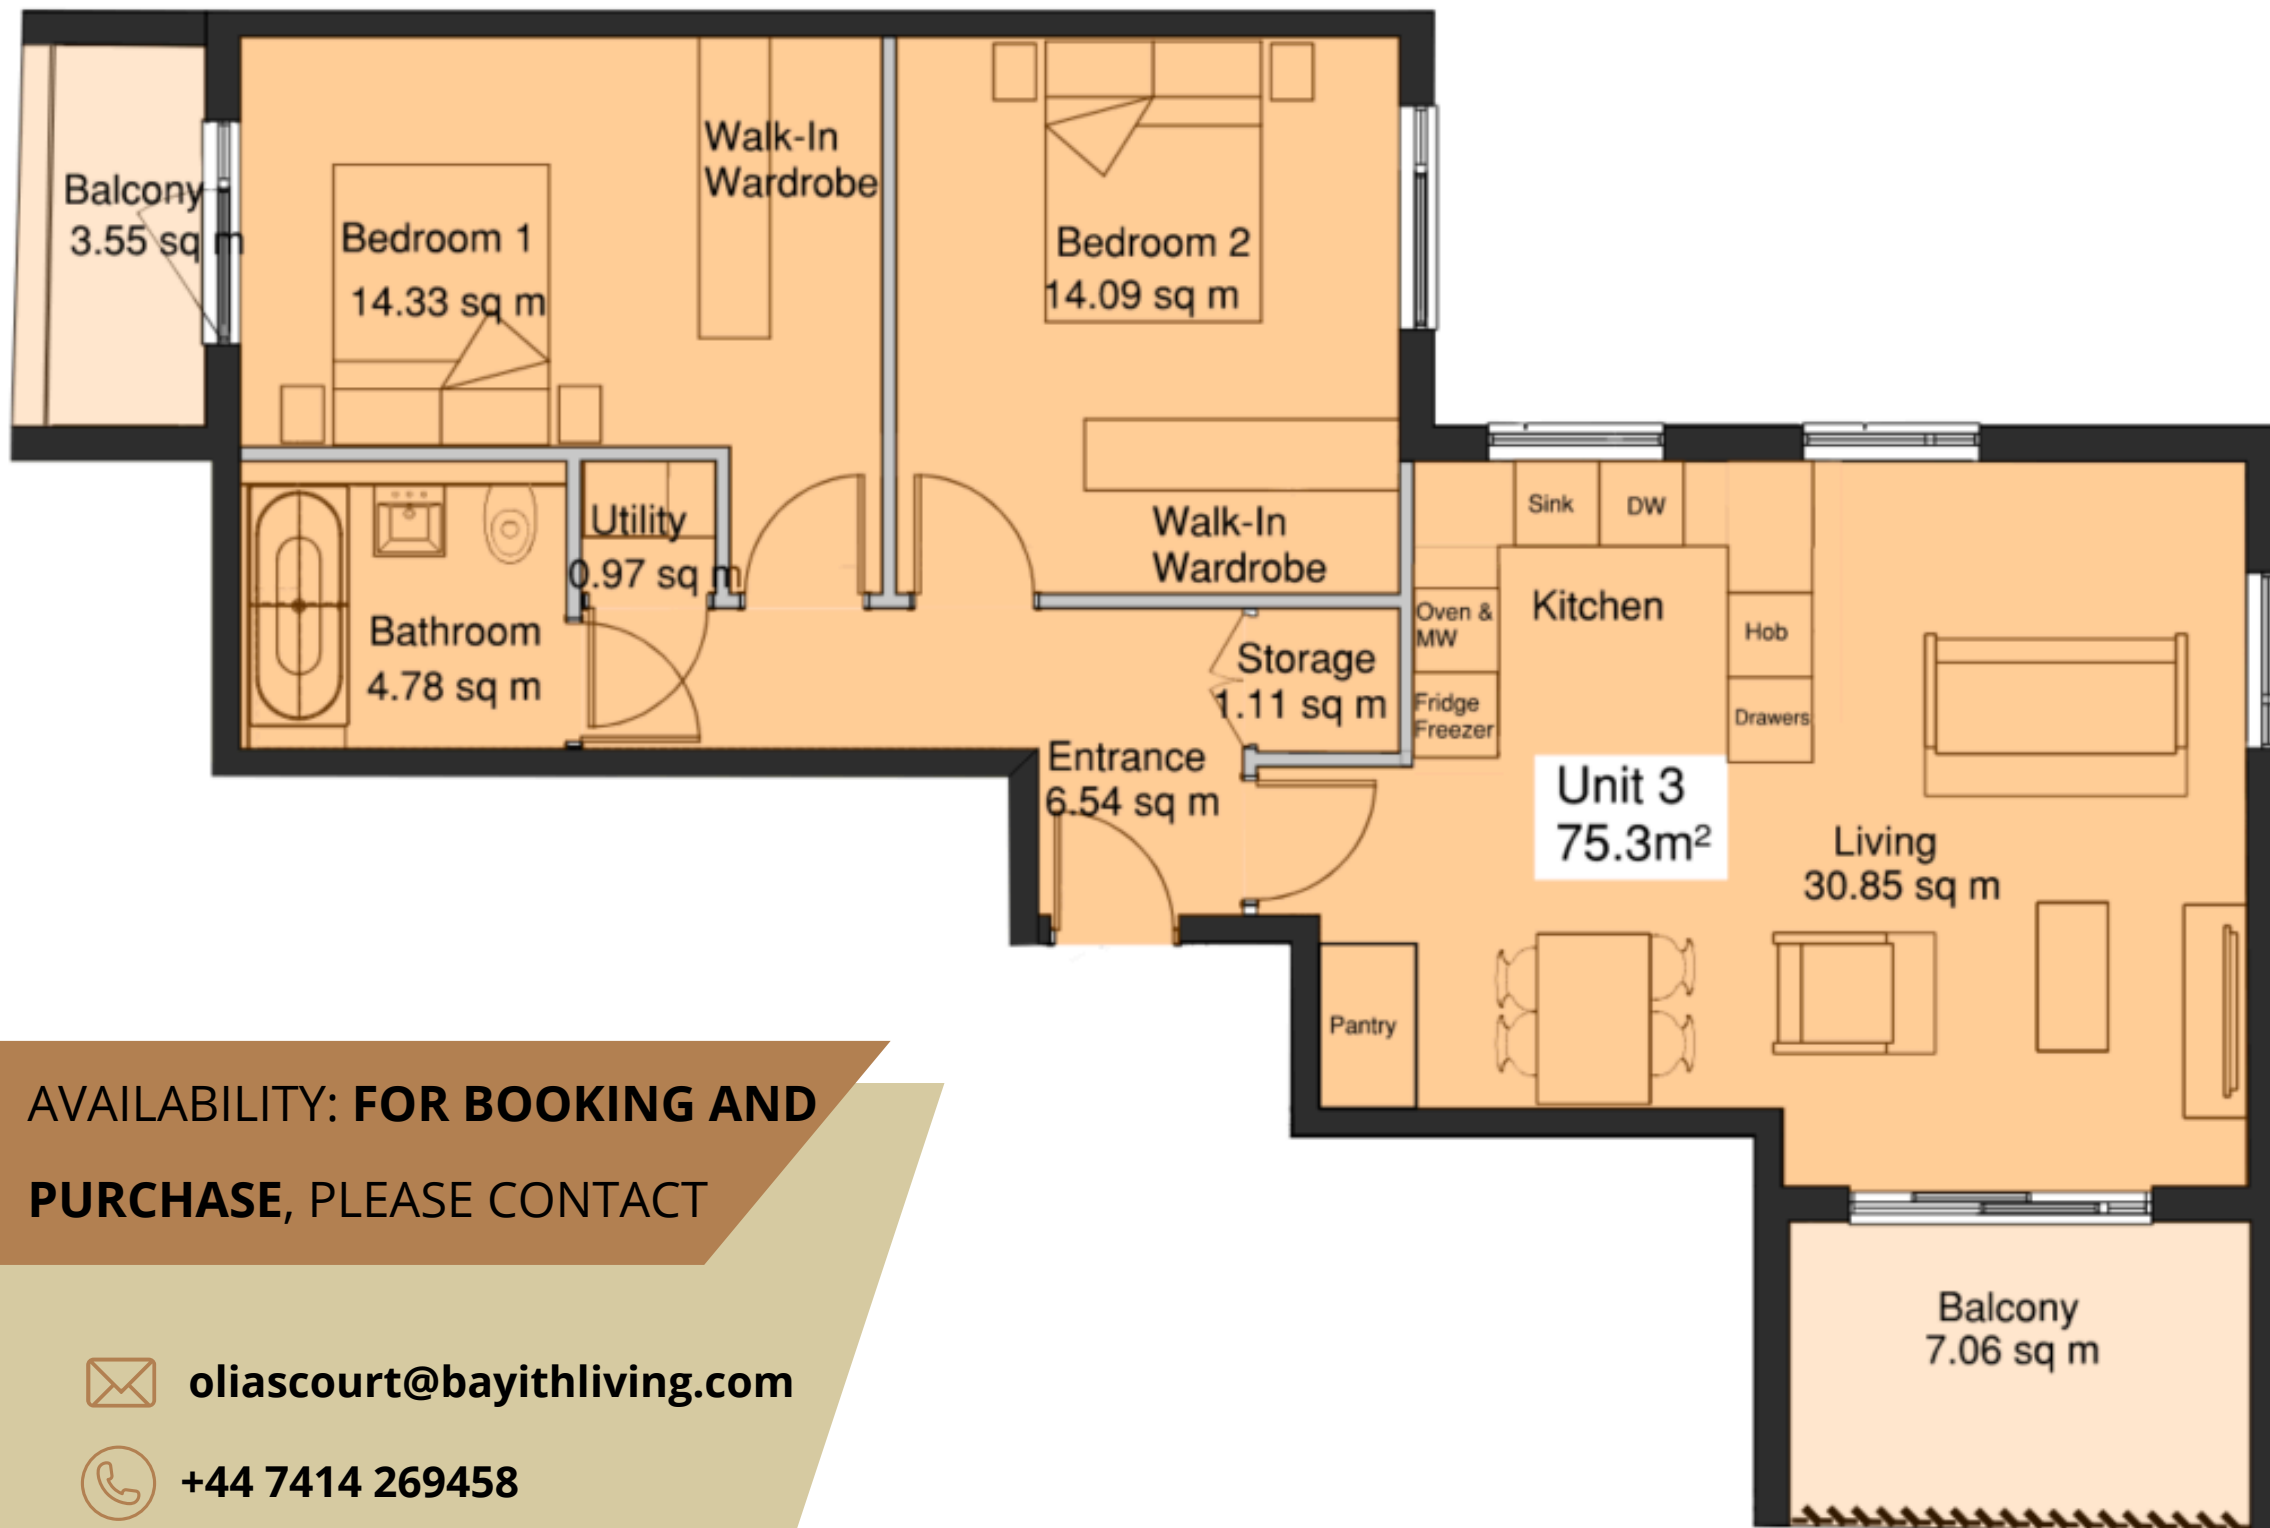 Balcony
3.55 sq m
Bedroom 1
14.33 sq m
Walk-In
Wardrobe
Bedroom 2
14.09 sq m
Walk-In
Wardrobe
Utility
0.97 sq m
Bathroom
4.78 sq m
Storage
1.11 sq m
Entrance
6.54 sq m
Sink
DW
Oven &
MW
Kitchen
Hob
Fridge
Freezer
Drawers
Unit 3
75.3m²
Living
30.85 sq m
Pantry
Balcony
7.06 sq m
AVAILABILITY: FOR BOOKING AND
PURCHASE, PLEASE CONTACT
oliascourt@bayithliving.com
+44 7414 269458